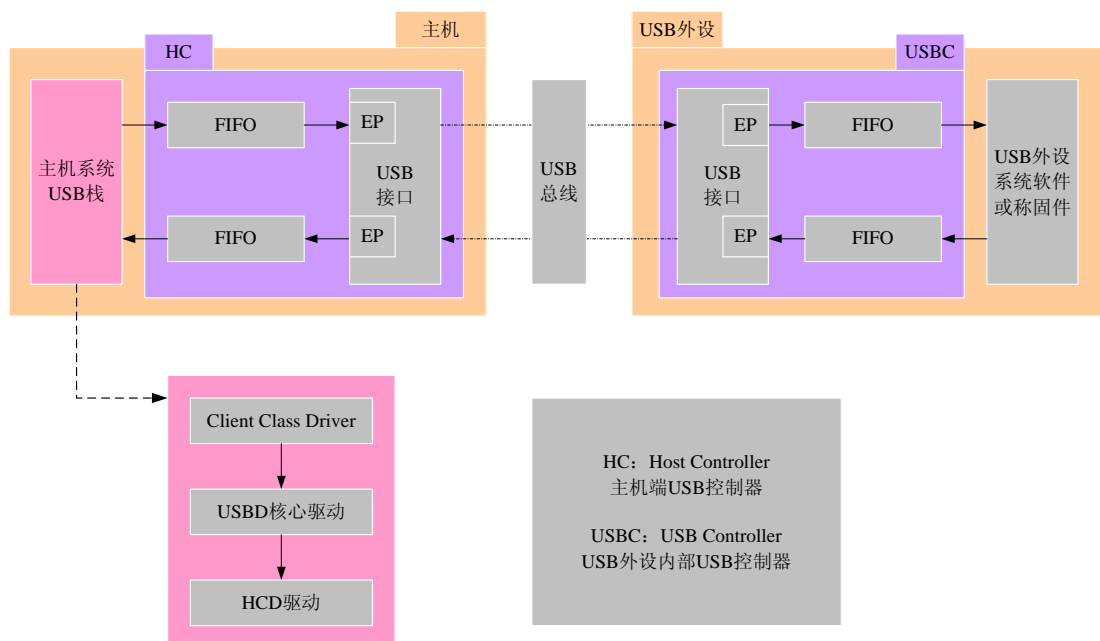 主机
USB外设
HC
USBC
FIFO
EP
EP
FIFO
主机系统
USB栈
USB
接口
USB
总线
USB
接口
USB外设
系统软件
或称固件
FIFO
EP
EP
FIFO
Client Class Driver
USBD核心驱动
HCD驱动
HC：Host Controller
主机端USB控制器
USBC：USB Controller
USB外设内部USB控制器